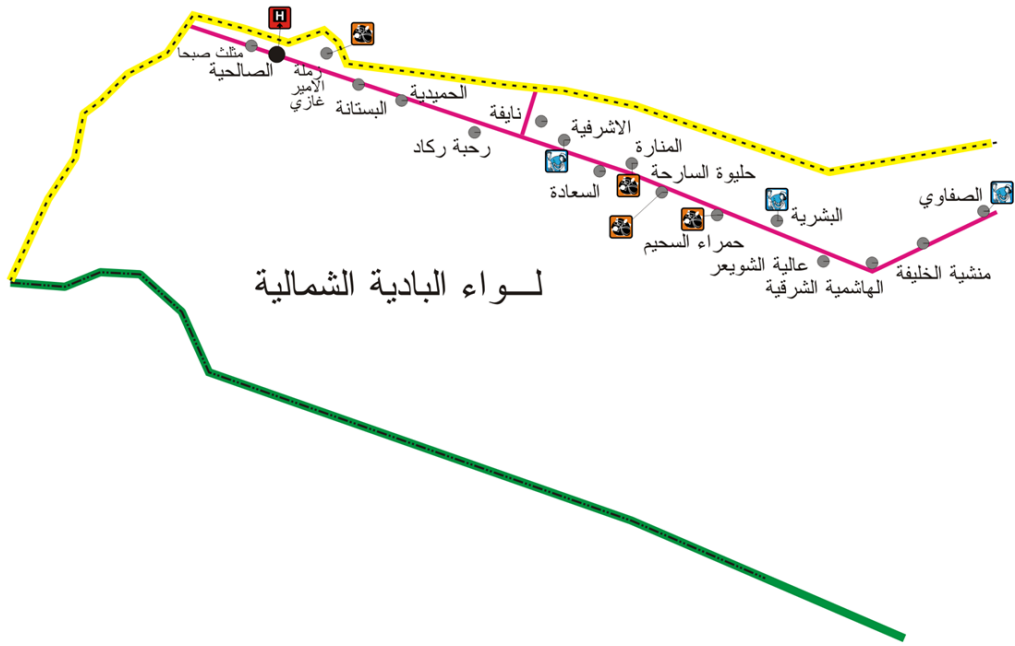 H
مثلث صبحا
الصالحية
رملة
الامير
غازي
البستانة
الحميدية
رحبة ركاد
نايفة
الاشرفية
المنارة
السعادة
حليوة السارحة
حمراء السحيم
البشرية
عالية الشويعر
الهاشمية الشرقية
منشية الخليفة
الصفاوي
لـــواء البادية الشمالية